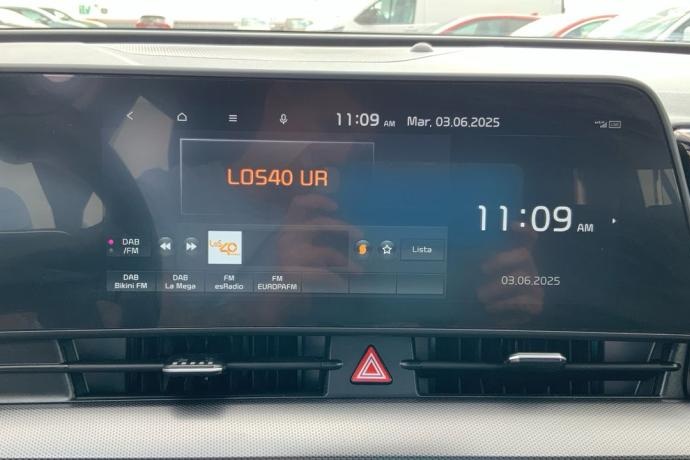 11:09 AM Mar, 03.06.2025
LOS40 UR
11:09 AM
DAB
/FM
LOS40
Lista
DAB
Bikini FM
DAB
La Mega
FM
esRadio
FM
EUROPAFM
03.06.2025